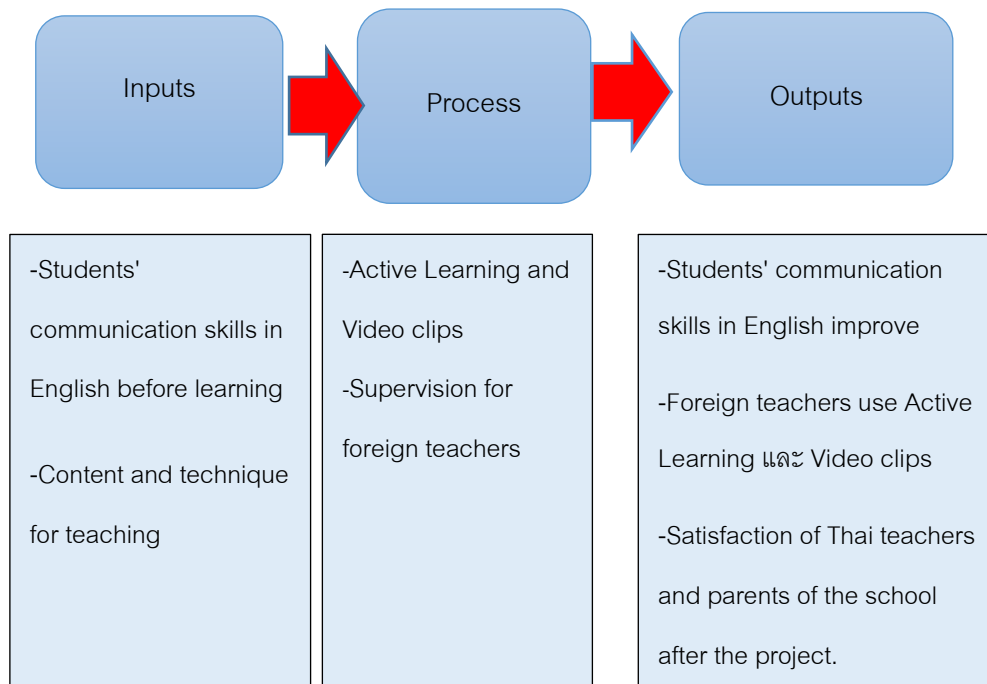 Inputs
Process
Outputs
-Students'
communication skills in
English before learning
-Content and technique
for teaching
-Active Learning and
Video clips
-Supervision for
foreign teachers
-Students' communication
skills in English improve
-Foreign teachers use Active
Learning และ Video clips
-Satisfaction of Thai teachers
and parents of the school
after the project.